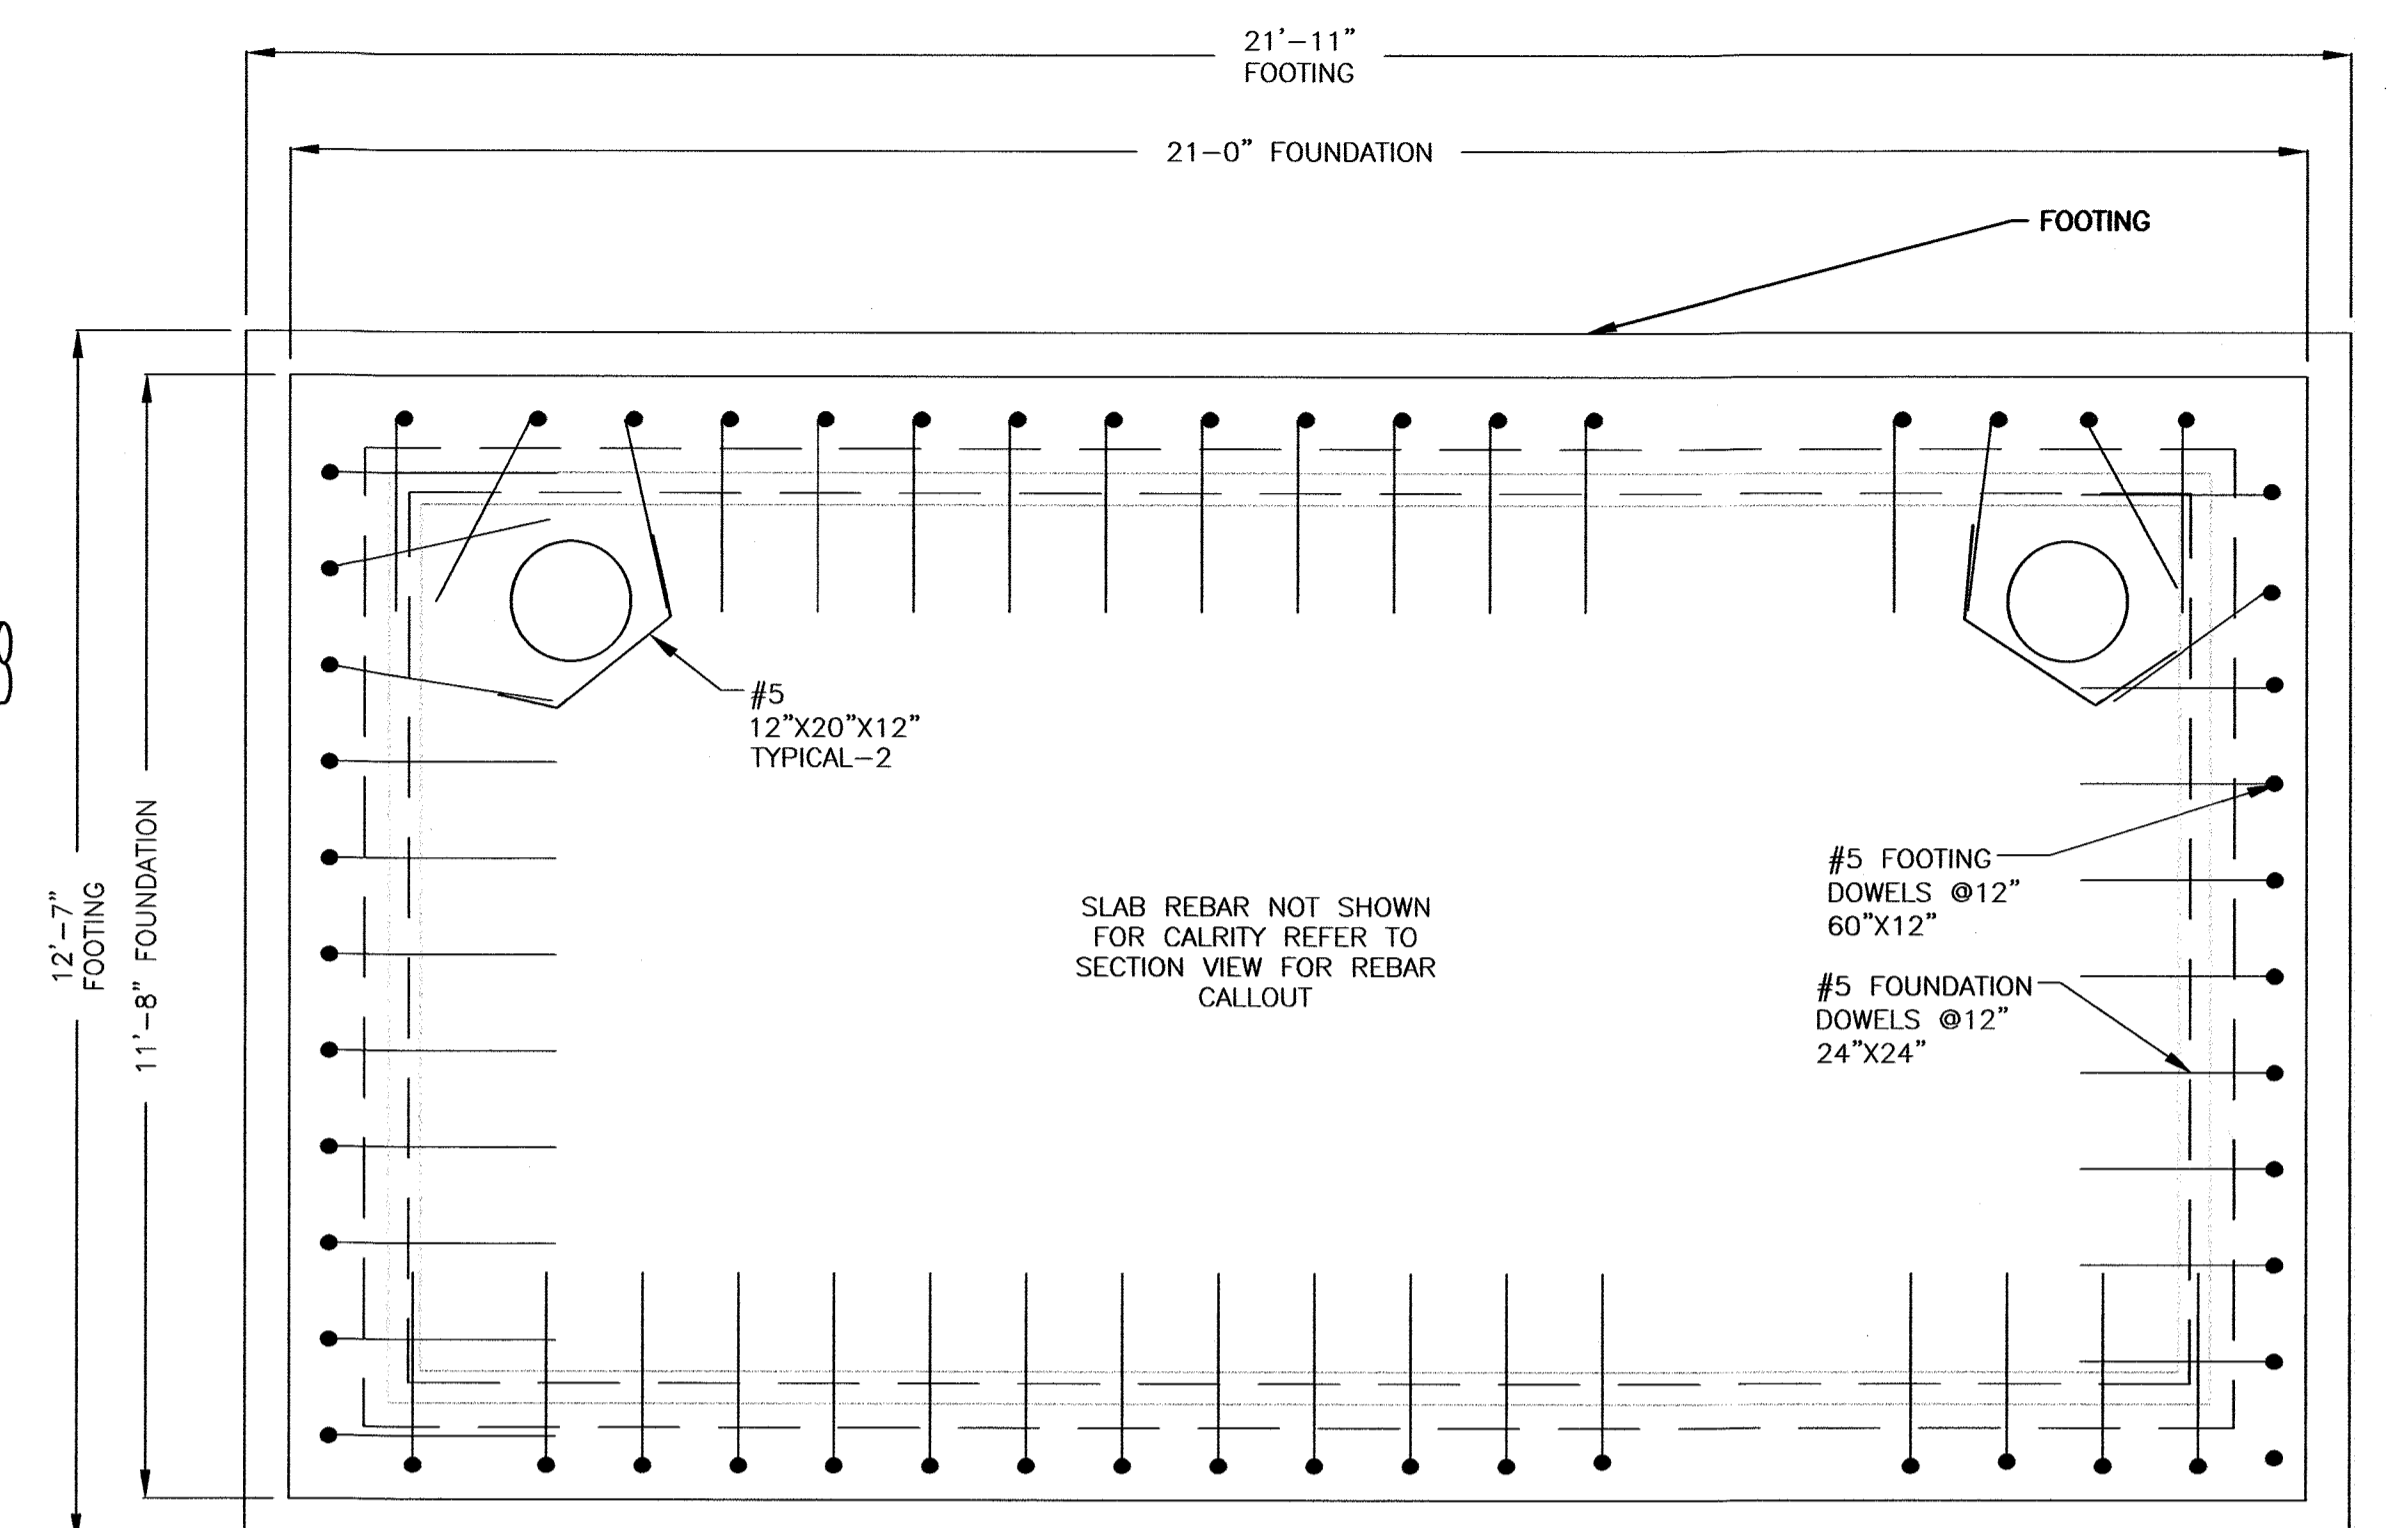 21'-11"
FOOTING
21-0" FOUNDATION
FOOTING
#5
12"X20"X12"
TYPICAL-2
12'-7"
FOOTING
11'-8" FOUNDATION
SLAB REBAR NOT SHOWN
FOR CALRITY REFER TO
SECTION VIEW FOR REBAR
CALLOUT
#5 FOOTING
DOWELS @12"
60"X12"
#5 FOUNDATION
DOWELS @12"
24"X24"